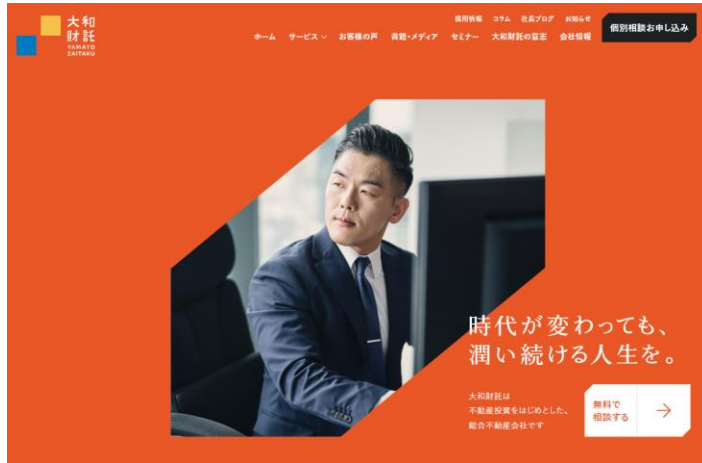 大和
財託
YAMATO
ZAITAKU
採用情報 コラム 社長ブログ お知らせ
ホーム サービス お客様の声 書籍・メディア セミナー 大和財託の意志 会社情報
個別相談お申し込み
時代が変わっても、
潤い続ける人生を。
大和財託は
不動産投資をはじめとした、
総合不動産会社です
無料で
相談する